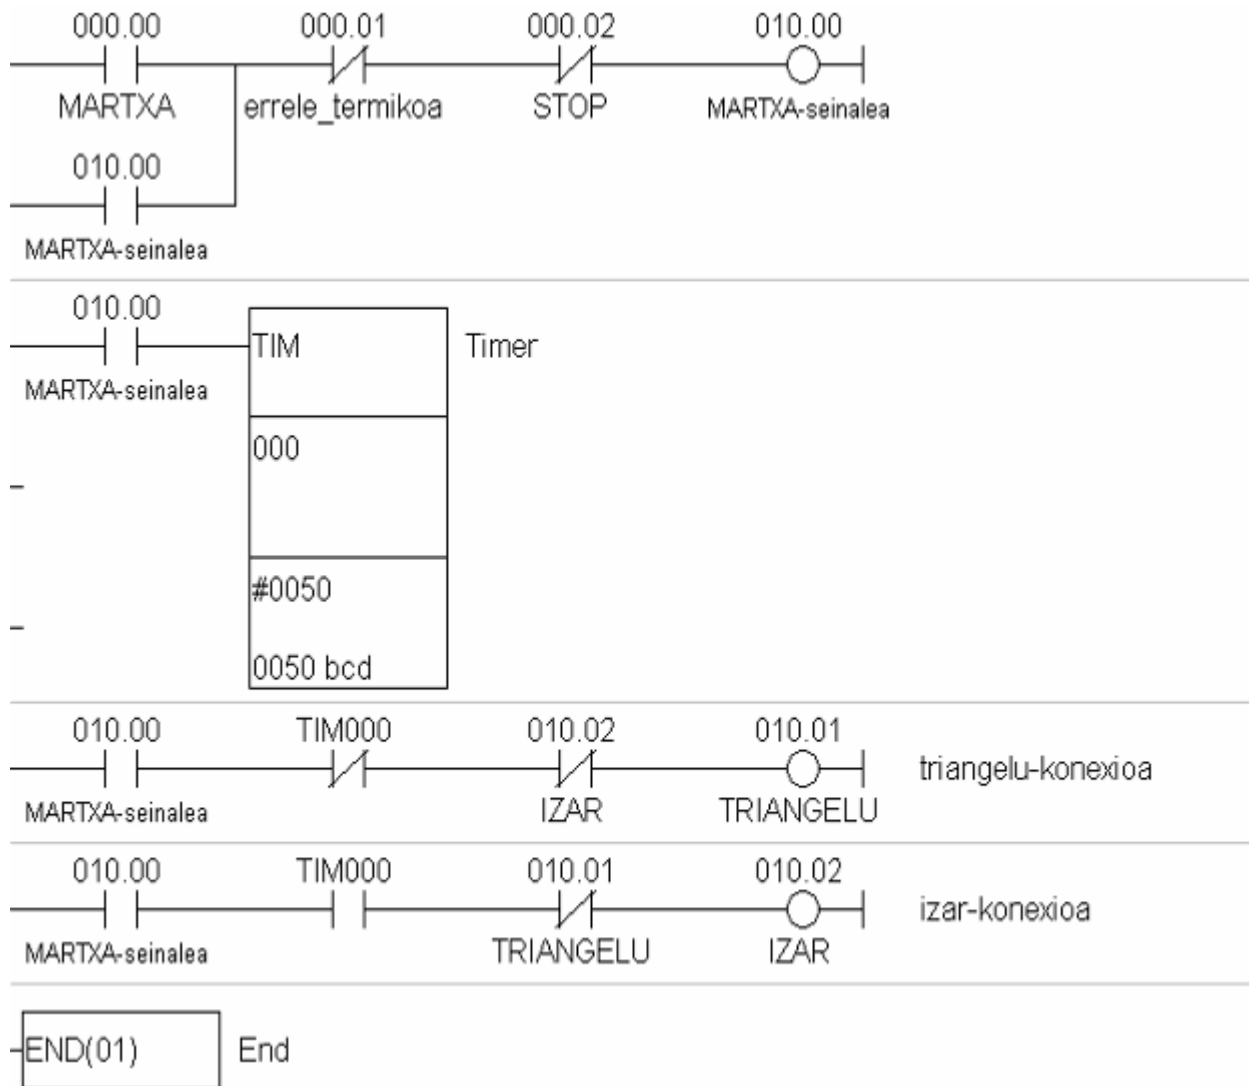 000.00 000.01 000.02 010.00
MARTXA errele_termikoa STOP MARTXA-seinalea
010.00
MARTXA-seinalea
010.00
TIM Timer
MARTXA-seinalea
000
#0050
0050 bcd
010.00 TIM000 010.02 010.01
triangelu-konexioa
MARTXA-seinalea IZAR TRIANGELU
010.00 TIM000 010.01 010.02
izar-konexioa
MARTXA-seinalea TRIANGELU IZAR
END(01) End